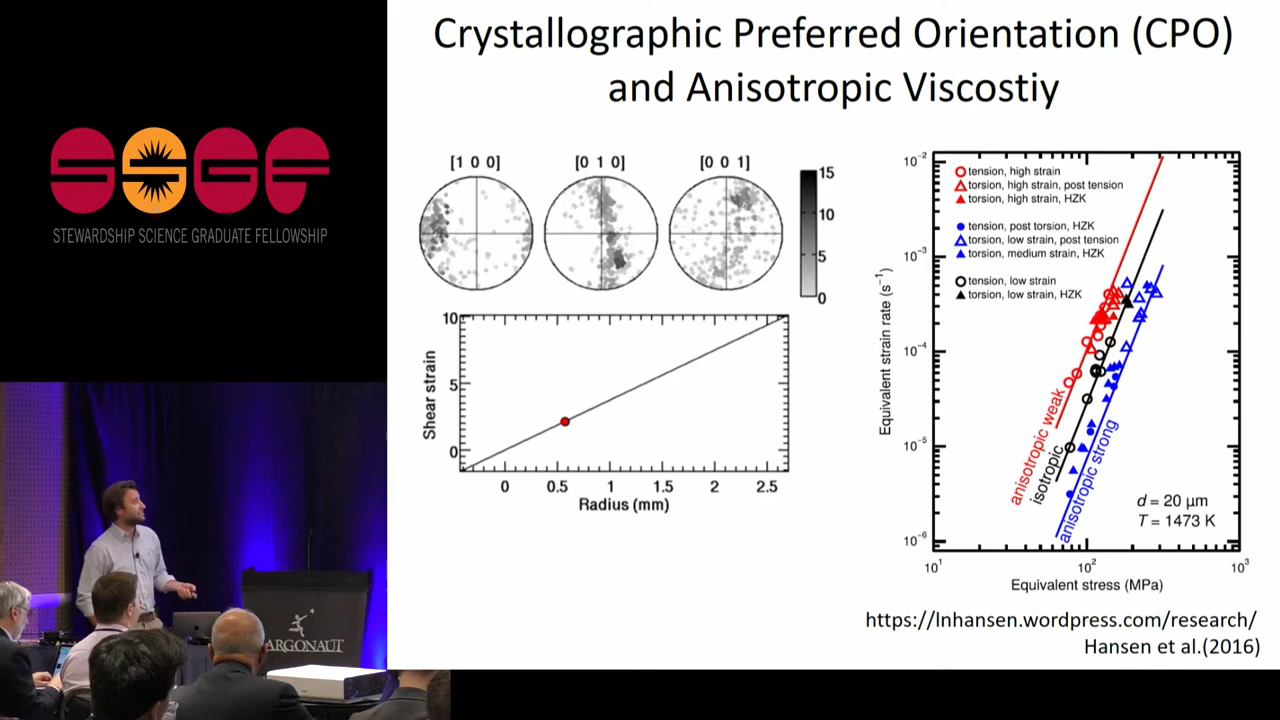 Crystallographic Preferred Orientation (CPO)
and Anisotropic Viscostiy
SSGF
STEWARDSHIP SCIENCE GRADUATE FELLOWSHIP
[1 0 0]
[0 1 0]
[0 0 1]
15
10
5
0
10
5
0
Shear strain
0
0.5
1
1.5
2
2.5
Radius (mm)
10⁻²
10⁻³
10⁻⁴
10⁻⁵
10⁻⁶
Equivalent strain rate (s⁻¹)
tension, high strain
torsion, high strain, post tension
torsion, high strain, HZK
tension, post torsion, HZK
torsion, low strain, post tension
torsion, medium strain, HZK
tension, low strain
torsion, low strain, HZK
anisotropic weak
isotropic
anisotropic strong
d = 20 µm
T = 1473 K
10¹
10²
10³
Equivalent stress (MPa)
https://lnhansen.wordpress.com/research/
Hansen et al.(2016)
ARGONAUT